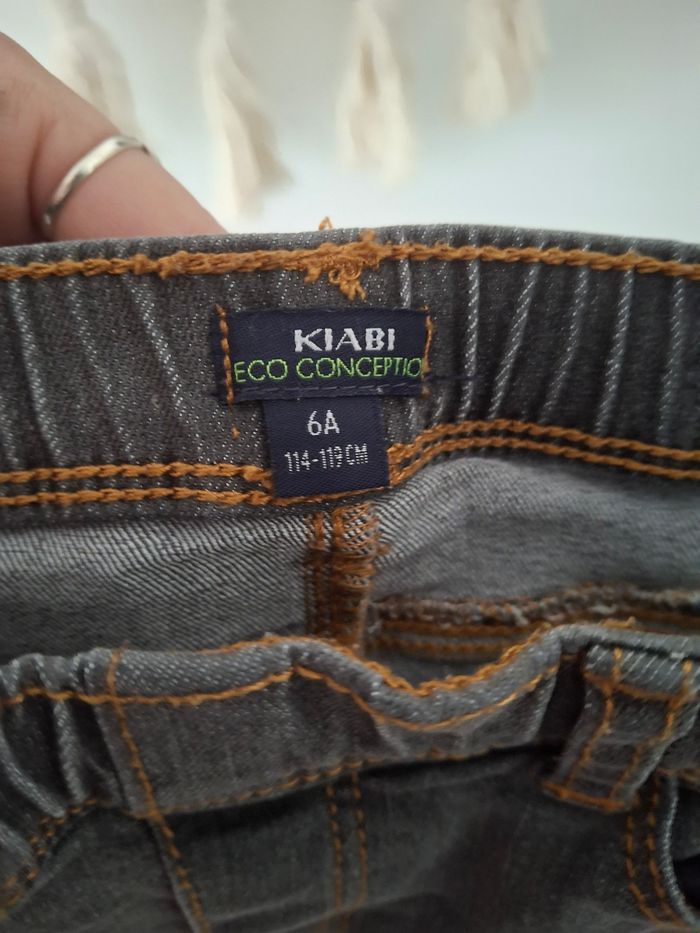 KIABI
ECO CONCEPTIO
6A
114-119CM